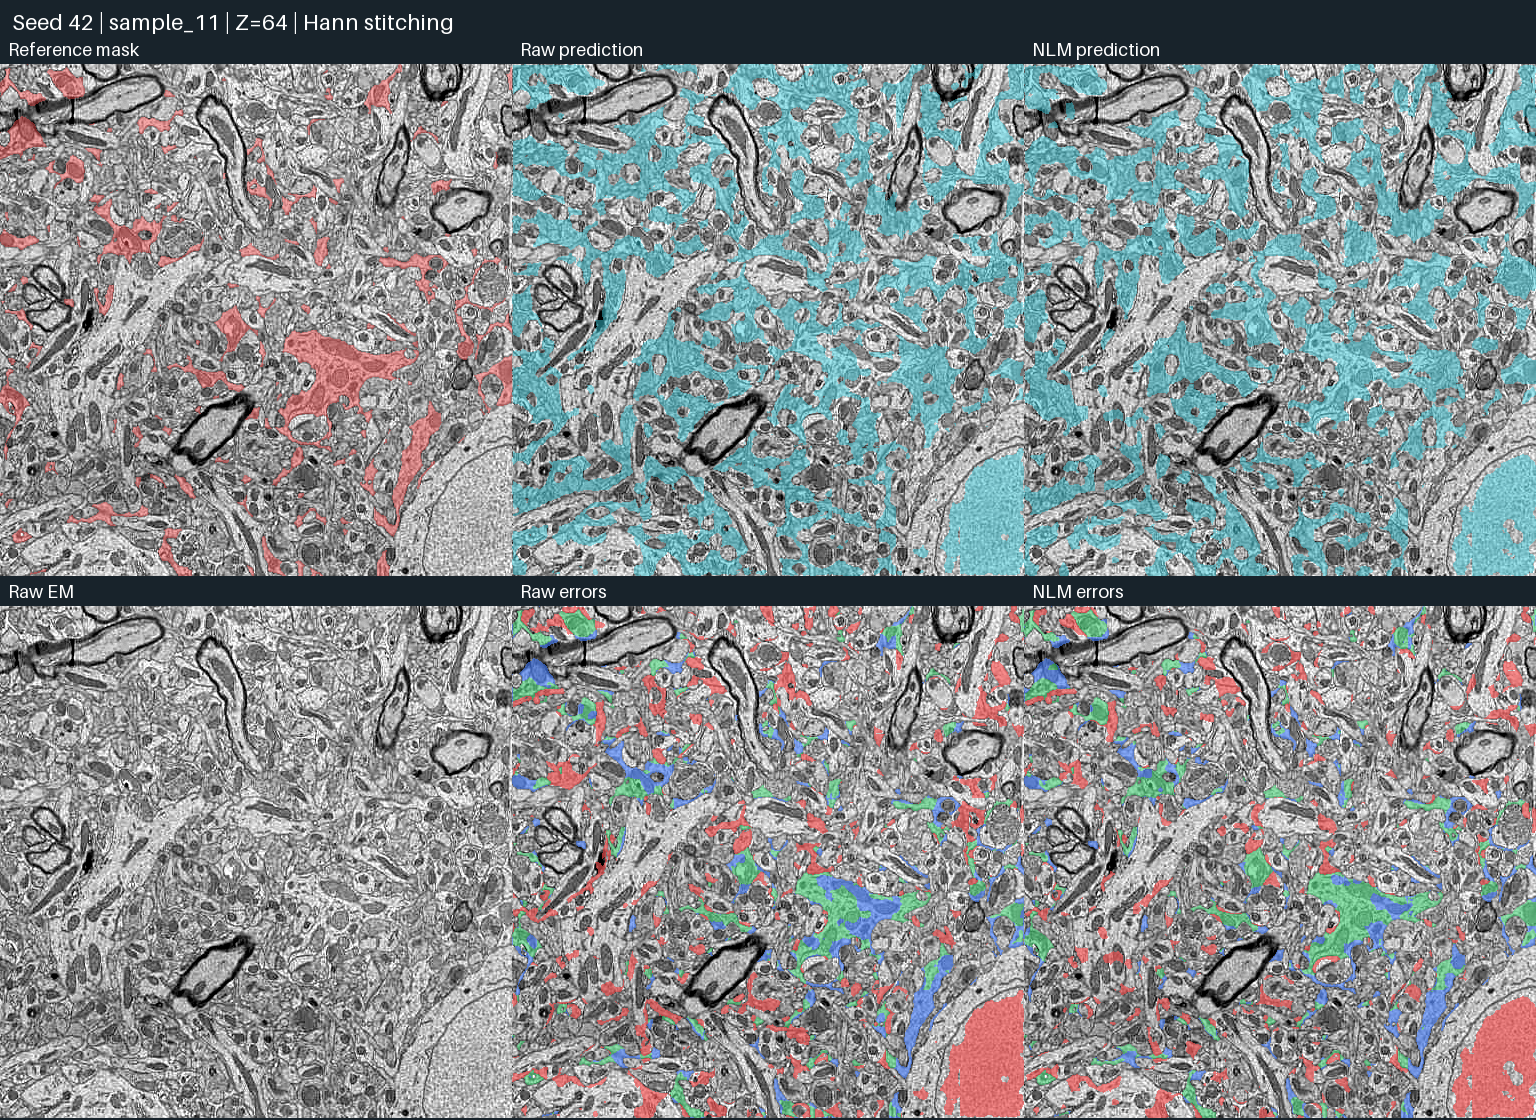 Seed 42 | sample_11 | Z=64 | Hann stitching
Reference mask
Raw prediction
NLM prediction
Raw EM
Raw errors
NLM errors